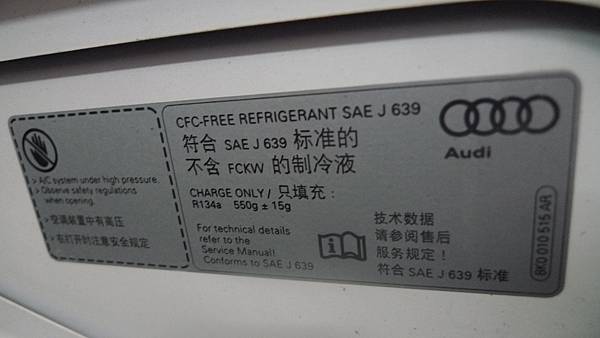 > A/C system under high pressure.
> Observe safety regulations
when opening.
> 空调装置中有高压
> 在打开时注意安全规定
CFC-FREE REFRIGERANT SAE J 639
符合 SAE J 639 标准的
不含 FCKW 的制冷液
CHARGE ONLY / 只填充 :
R134a 550g ± 15g
For technical details
refer to the
Service Manual!
Conforms to SAE J 639
技术数据
请参阅售后
服务规定!
符合 SAE J 639 标准
Audi
8K0 010 515 AR